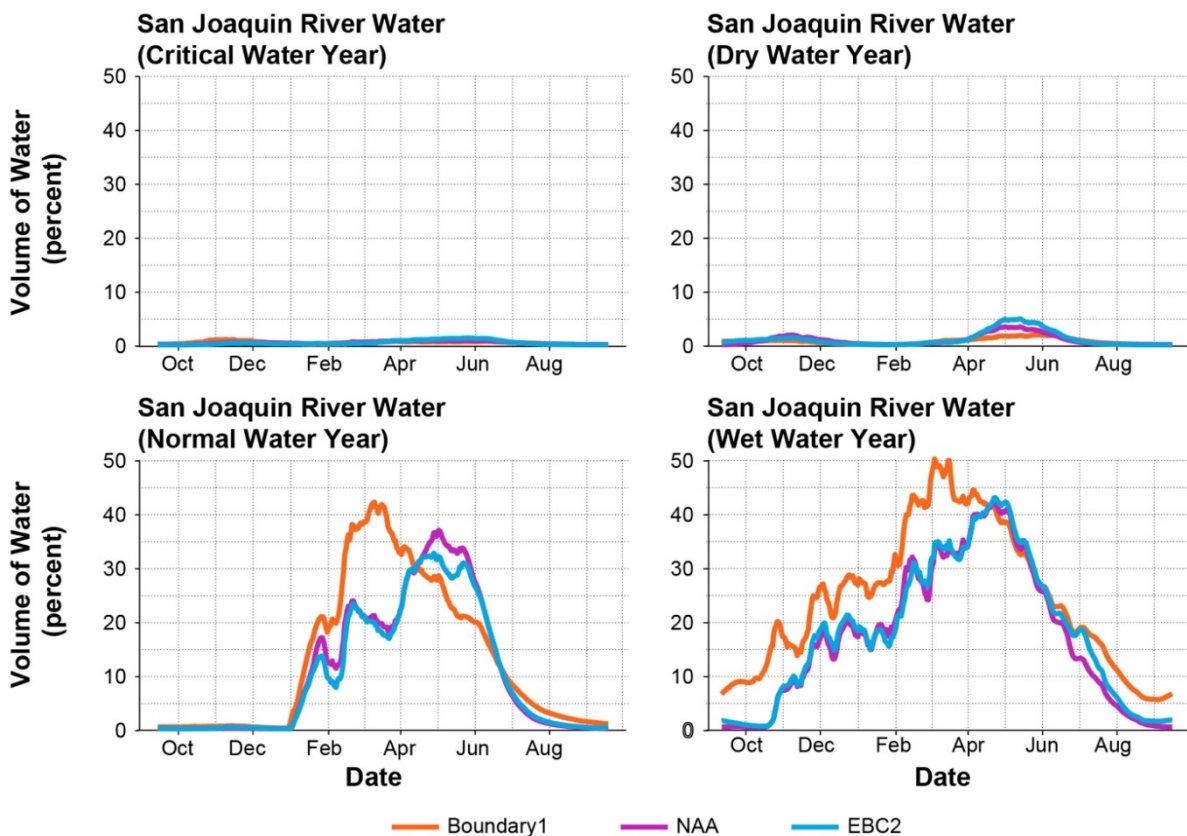 San Joaquin River Water
(Critical Water Year)
50
40
30
20
10
0
Oct Dec Feb Apr Jun Aug
Volume of Water
(percent)
San Joaquin River Water
(Dry Water Year)
50
40
30
20
10
0
Oct Dec Feb Apr Jun Aug
San Joaquin River Water
(Normal Water Year)
50
40
30
20
10
0
Oct Dec Feb Apr Jun Aug
Volume of Water
(percent)
Date
San Joaquin River Water
(Wet Water Year)
50
40
30
20
10
0
Oct Dec Feb Apr Jun Aug
Date
Boundary1 NAA EBC2